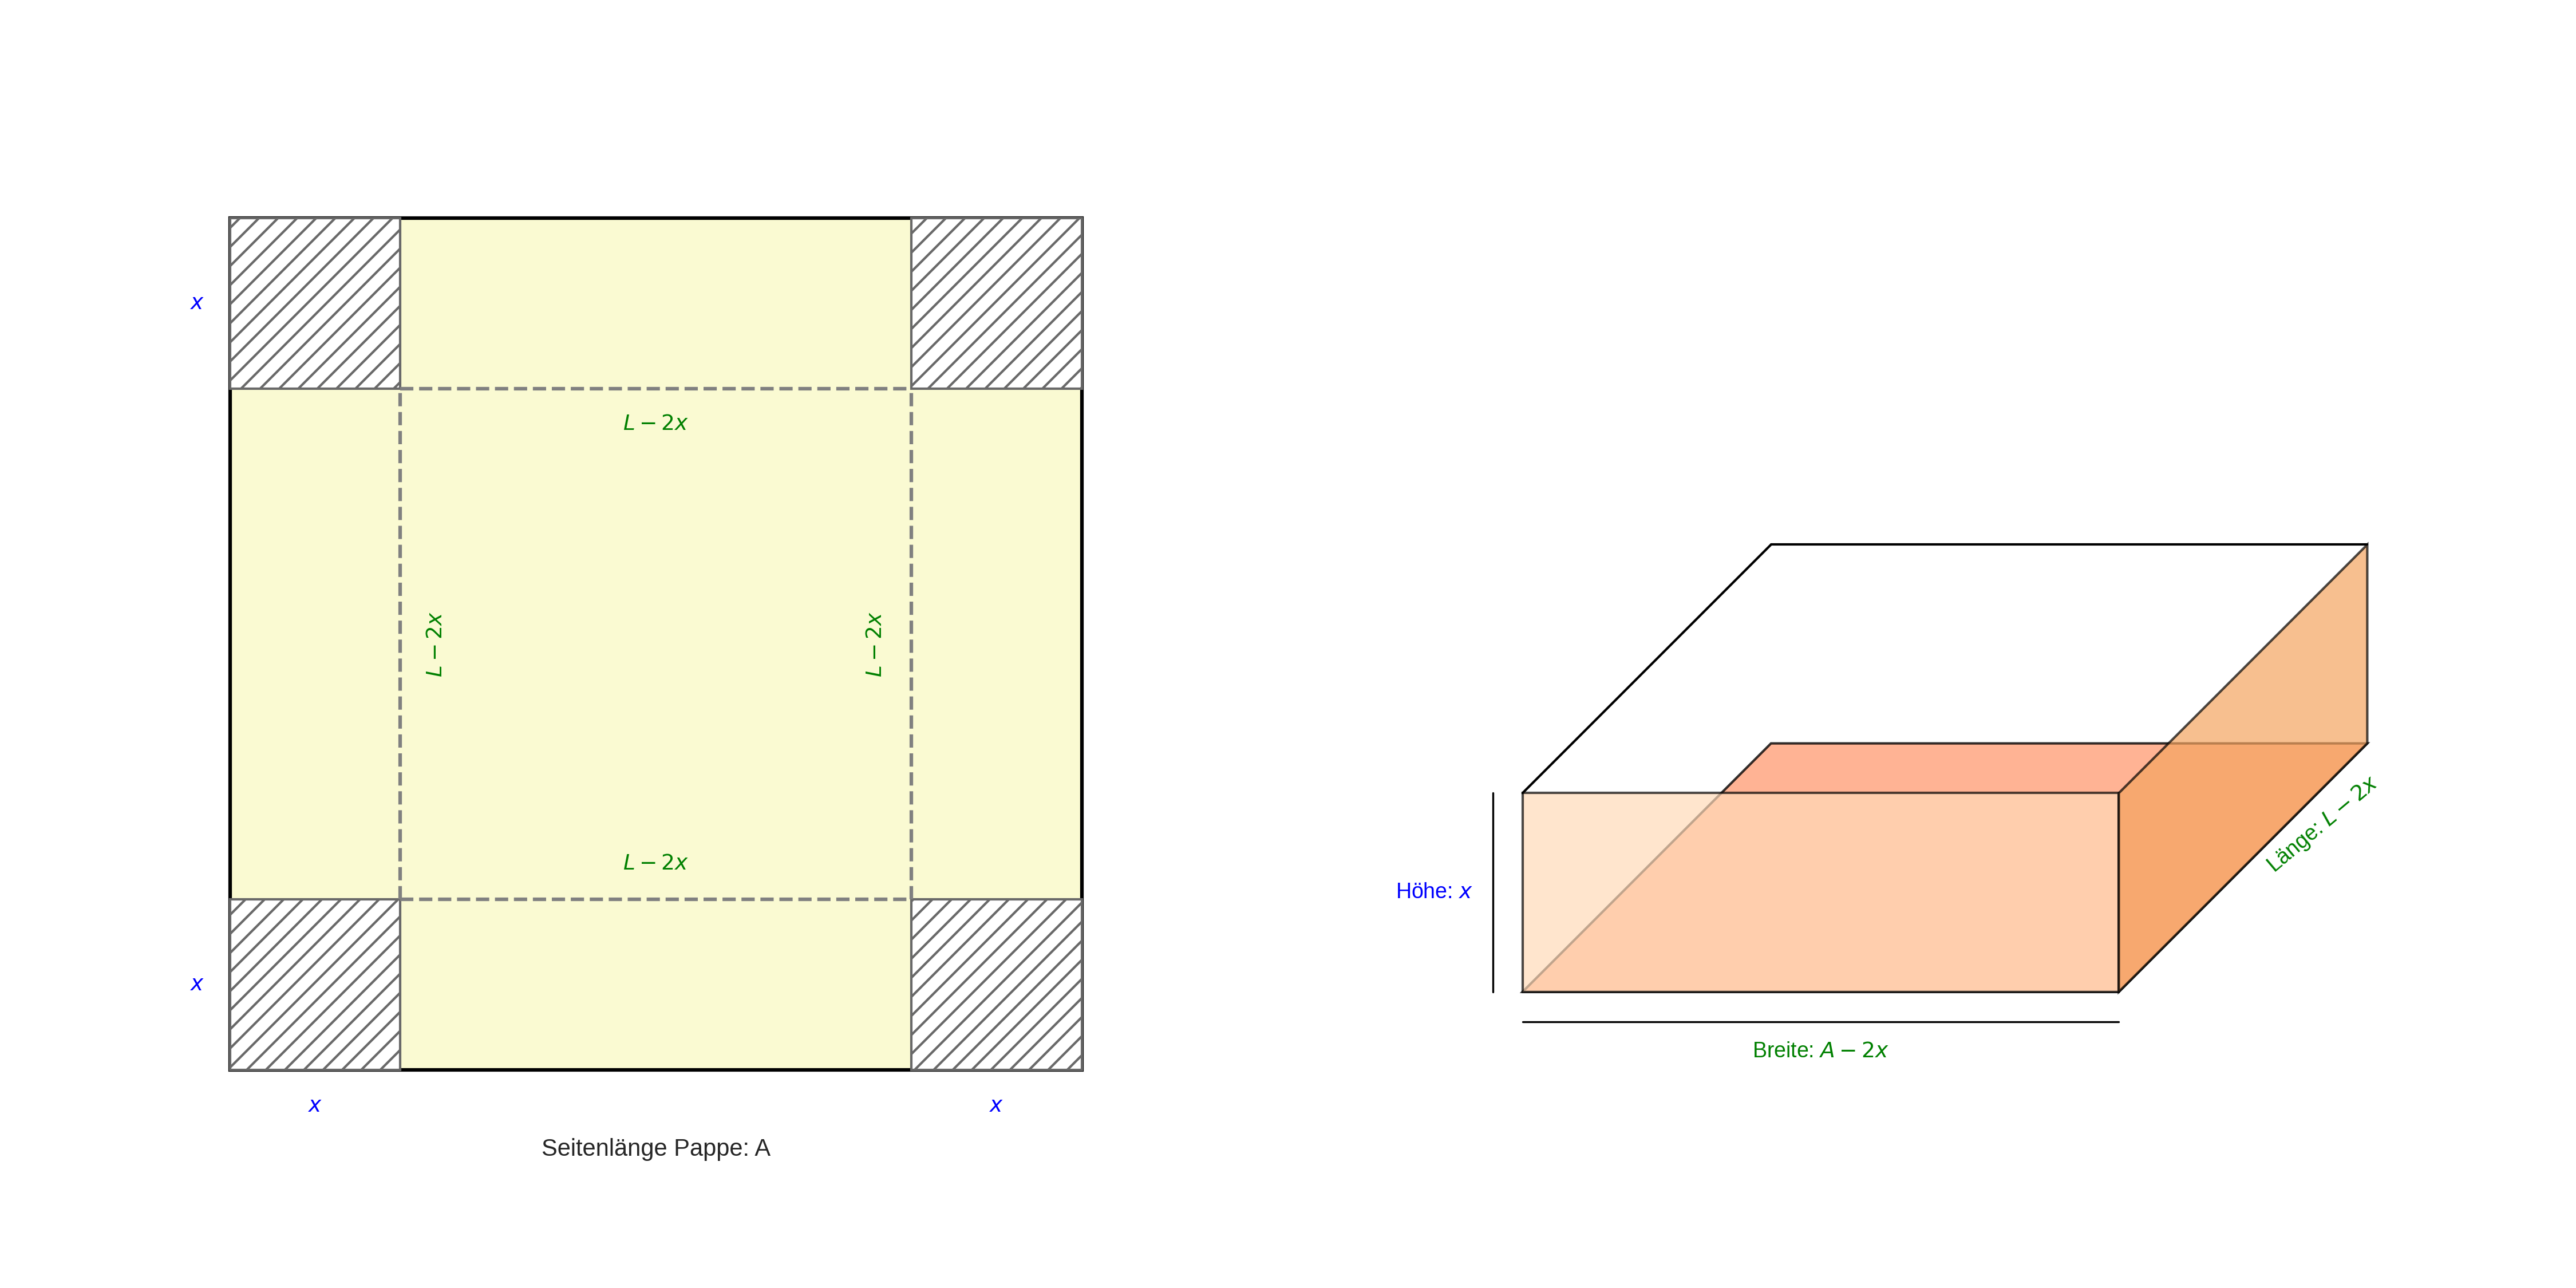 x
L − 2x
L − 2x
L − 2x
L − 2x
x
x
x
Seitenlänge Pappe: A
Höhe: x
Länge: L − 2x
Breite: A − 2x